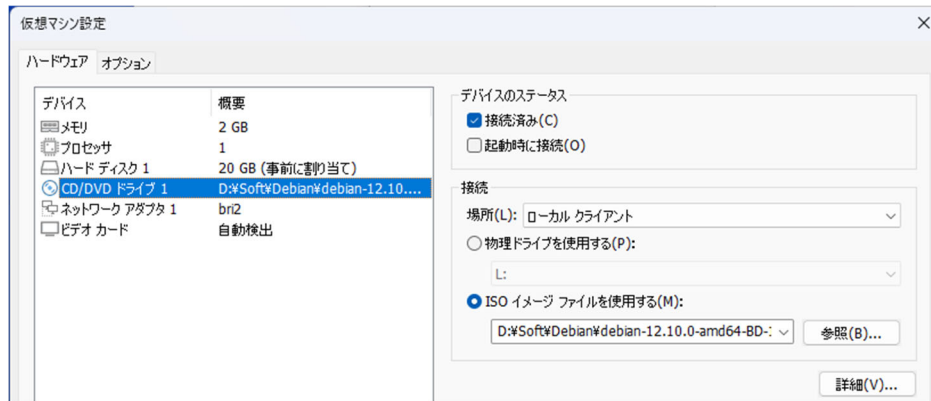 仮想マシン設定
ハードウェア オプション
デバイス 概要
メモリ 2 GB
プロセッサ 1
ハード ディスク 1 20 GB (事前に割り当て)
CD/DVD ドライブ 1 D:¥Soft¥Debian¥debian-12.10....
ネットワーク アダプタ 1 bri2
ビデオ カード 自動検出
デバイスのステータス
接続済み(C)
起動時に接続(O)
接続
場所(L): ローカル クライアント
物理ドライブを使用する(P):
L:
ISO イメージ ファイルを使用する(M):
D:¥Soft¥Debian¥debian-12.10.0-amd64-BD-
参照(B)...
詳細(V)...